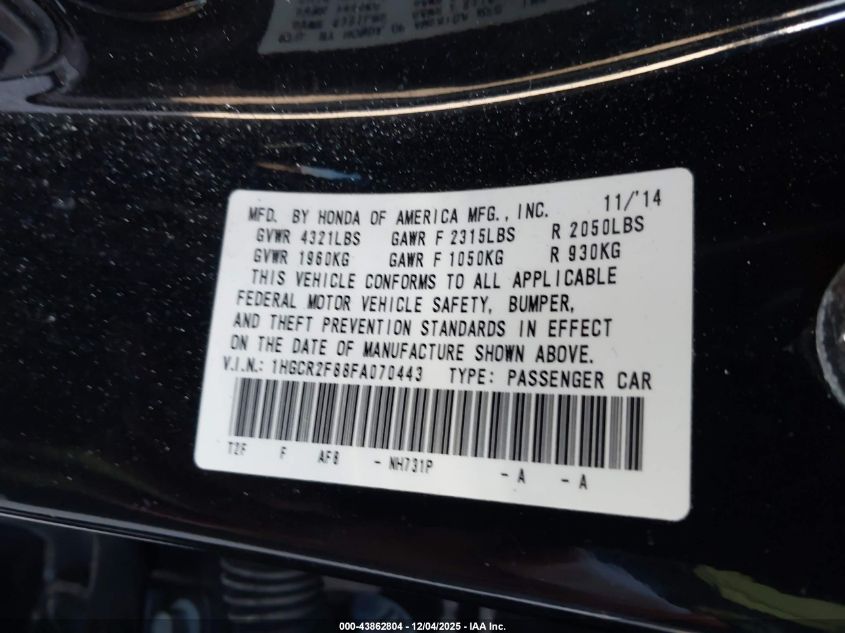 MFD. BY HONDA OF AMERICA MFG., INC. 11/'14
GVWR 4321LBS GAWR F 2315LBS R 2050LBS
GVWR 1960KG GAWR F 1050KG R 930KG
THIS VEHICLE CONFORMS TO ALL APPLICABLE
FEDERAL MOTOR VEHICLE SAFETY, BUMPER,
AND THEFT PREVENTION STANDARDS IN EFFECT
ON THE DATE OF MANUFACTURE SHOWN ABOVE.
V.I.N.: 1HGCR2F88FA070443 TYPE: PASSENGER CAR
T2F F AF8 - NH731P - A - A
000-43862804 - 12/04/2025 - IAA Inc.